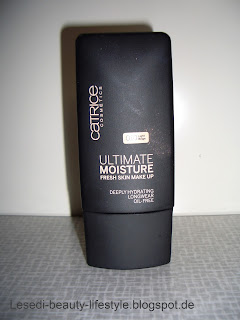 CATRICE
COSMETICS
ULTIMATE
MOISTURE
FRESH SKIN MAKE UP
DEEPLY HYDRATING
LONGWEAR
OIL-FREE
Lesedi-beauty-lifestyle.blogspot.de